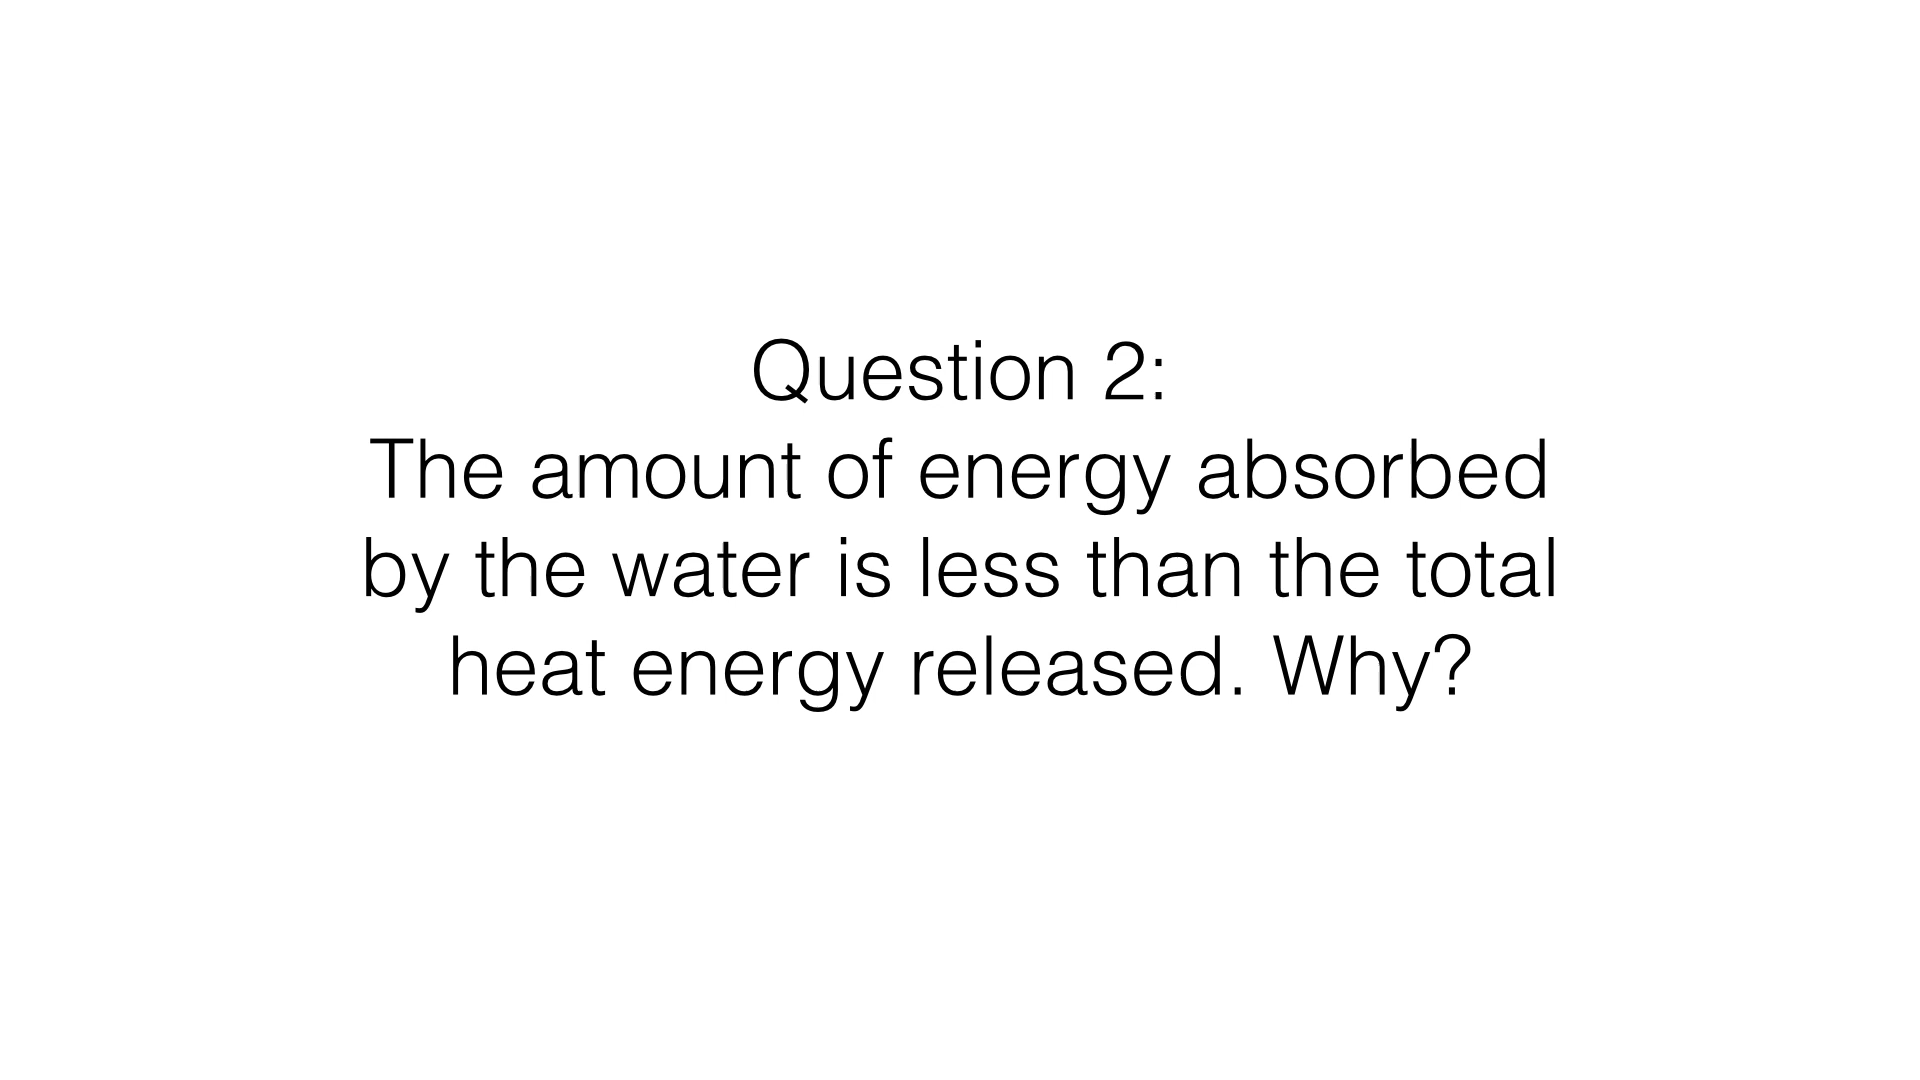 Question 2:
The amount of energy absorbed
by the water is less than the total
heat energy released. Why?